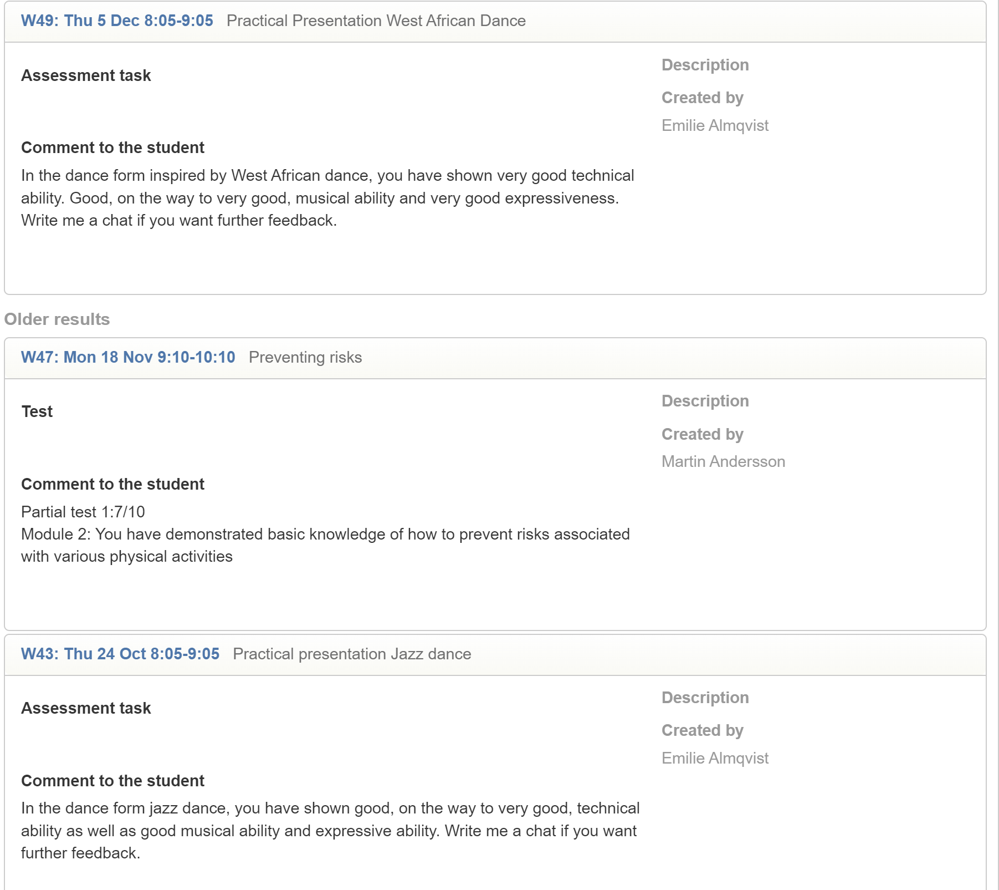 W49: Thu 5 Dec 8:05-9:05 Practical Presentation West African Dance
Assessment task
Description
Created by
Emilie Almqvist
Comment to the student
In the dance form inspired by West African dance, you have shown very good technical
ability. Good, on the way to very good, musical ability and very good expressiveness.
Write me a chat if you want further feedback.
Older results
W47: Mon 18 Nov 9:10-10:10 Preventing risks
Test
Description
Created by
Martin Andersson
Comment to the student
Partial test 1:7/10
Module 2: You have demonstrated basic knowledge of how to prevent risks associated
with various physical activities
W43: Thu 24 Oct 8:05-9:05 Practical presentation Jazz dance
Assessment task
Description
Created by
Emilie Almqvist
Comment to the student
In the dance form jazz dance, you have shown good, on the way to very good, technical
ability as well as good musical ability and expressive ability. Write me a chat if you want
further feedback.